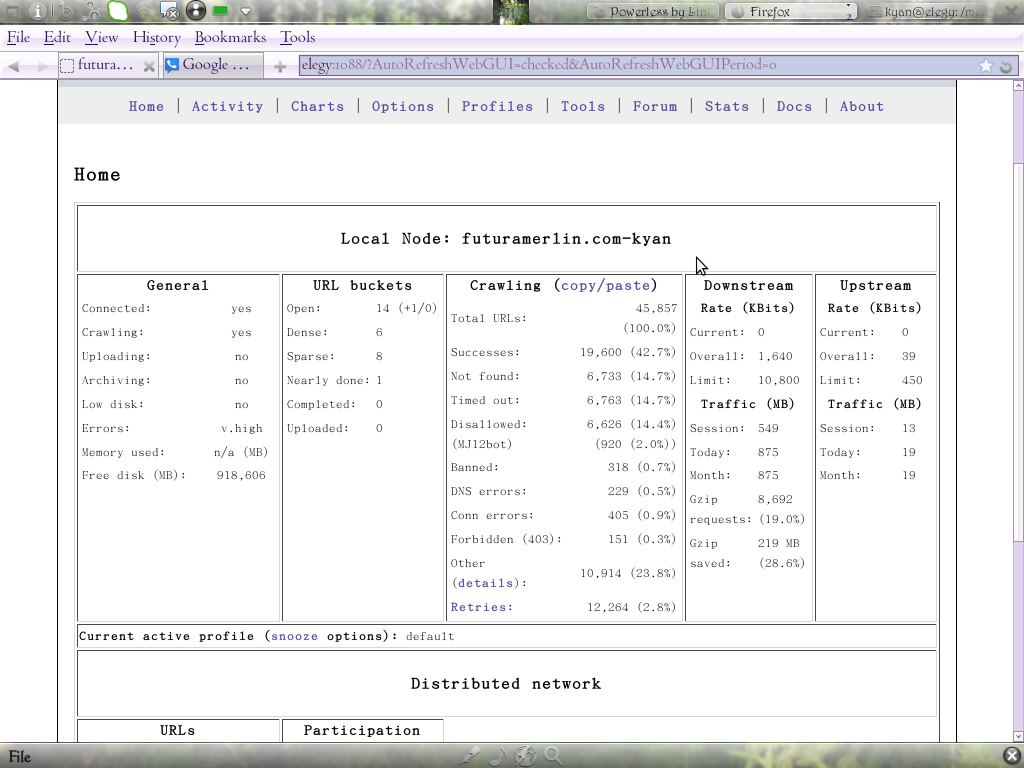 Powerless by Lin
Firefox
kyan@elegy: /me
File Edit View History Bookmarks Tools
futura...
Google ...
elegy:1088/?AutoRefreshWebGUI=checked&AutoRefreshWebGUIPeriod=0
Home | Activity | Charts | Options | Profiles | Tools | Forum | Stats | Docs | About
Home
Local Node: futuramerlin.com-kyan
General
Connected: yes
Crawling: yes
Uploading: no
Archiving: no
Low disk: no
Errors: v.high
Memory used: n/a (MB)
Free disk (MB): 918,606
URL buckets
Open: 14 (+1/0)
Dense: 6
Sparse: 8
Nearly done: 1
Completed: 0
Uploaded: 0
Crawling (copy/paste)
Total URLs: 45,857
(100.0%)
Successes: 19,600 (42.7%)
Not found: 6,733 (14.7%)
Timed out: 6,763 (14.7%)
Disallowed: 6,626 (14.4%)
(MJ12bot) (920 (2.0%))
Banned: 318 (0.7%)
DNS errors: 229 (0.5%)
Conn errors: 405 (0.9%)
Forbidden (403): 151 (0.3%)
Other
(details): 10,914 (23.8%)
Retries: 12,264 (2.8%)
Downstream
Rate (KBits)
Current: 0
Overall: 1,640
Limit: 10,800
Traffic (MB)
Session: 549
Today: 875
Month: 875
Gzip 8,692
requests: (19.0%)
Gzip 219 MB
saved: (28.6%)
Upstream
Rate (KBits)
Current: 0
Overall: 39
Limit: 450
Traffic (MB)
Session: 13
Today: 19
Month: 19
Current active profile (snooze options): default
Distributed network
URLs
Participation
File